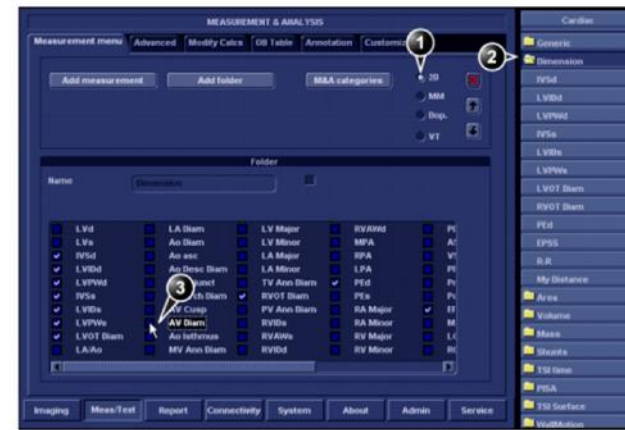 MEASUREMENT & ANALYSIS
Measurement menu Advanced Modify Calcs OB Table Annotation
1
Add measurement Add folder M&A categories
2D
MM
Dop.
VT
Folder
Name Dimension
LVd LA Diam LV Major RVAWd
LVs Ao Diam LV Minor MPA
IVSd Ao asc LA Major RPA
LVIDd Ao Desc Diam LA Minor LPA
LVPWd TV Ann Diam PEd
IVSs RVOT Diam PEs
3
LVIDs AV Cusp PV Ann Diam RA Major
LVPWs AV Diam RVIDs RA Minor
LVOT Diam Ao Isthmus RVAWs RV Major
LA/Ao MV Ann Diam RVIDd RV Minor
Imaging Meas/Text Report Connectivity System About Admin Service
Cardiac
Generic
2
Dimension
IVSd
LVIDd
LVPWd
IVSs
LVIDs
LVPWs
LVOT Diam
RVOT Diam
PEd
EPSS
R-R
My Distance
Area
Volume
Mass
Shunts
TSI time
PISA
TSI Surface
WallMotion